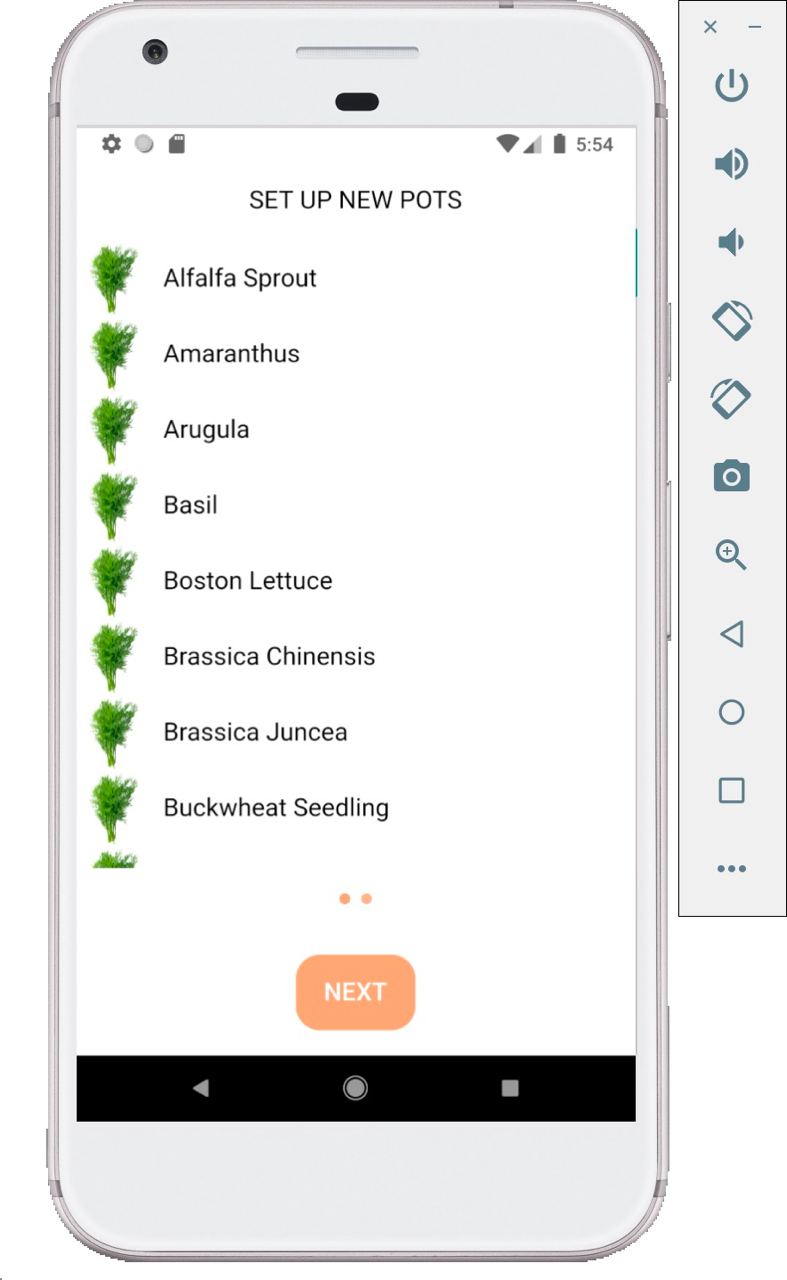 5:54
SET UP NEW POTS
Alfalfa Sprout
Amaranthus
Arugula
Basil
Boston Lettuce
Brassica Chinensis
Brassica Juncea
Buckwheat Seedling
NEXT